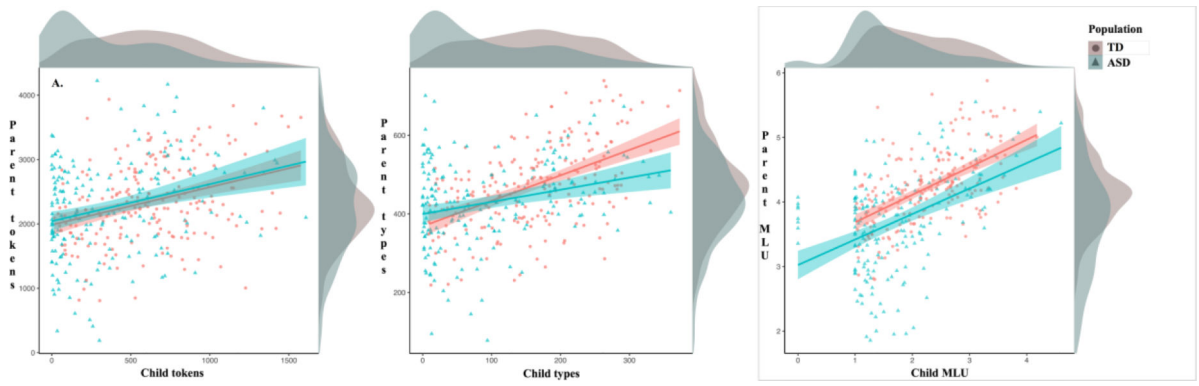 Population
TD
ASD
A.
Parent tokens
4000
3000
2000
1000
0
0 500 1000 1500
Child tokens
Parent types
600
400
200
0 100 200 300
Child types
Parent MLU
6
5
4
3
2
0 1 2 3 4
Child MLU